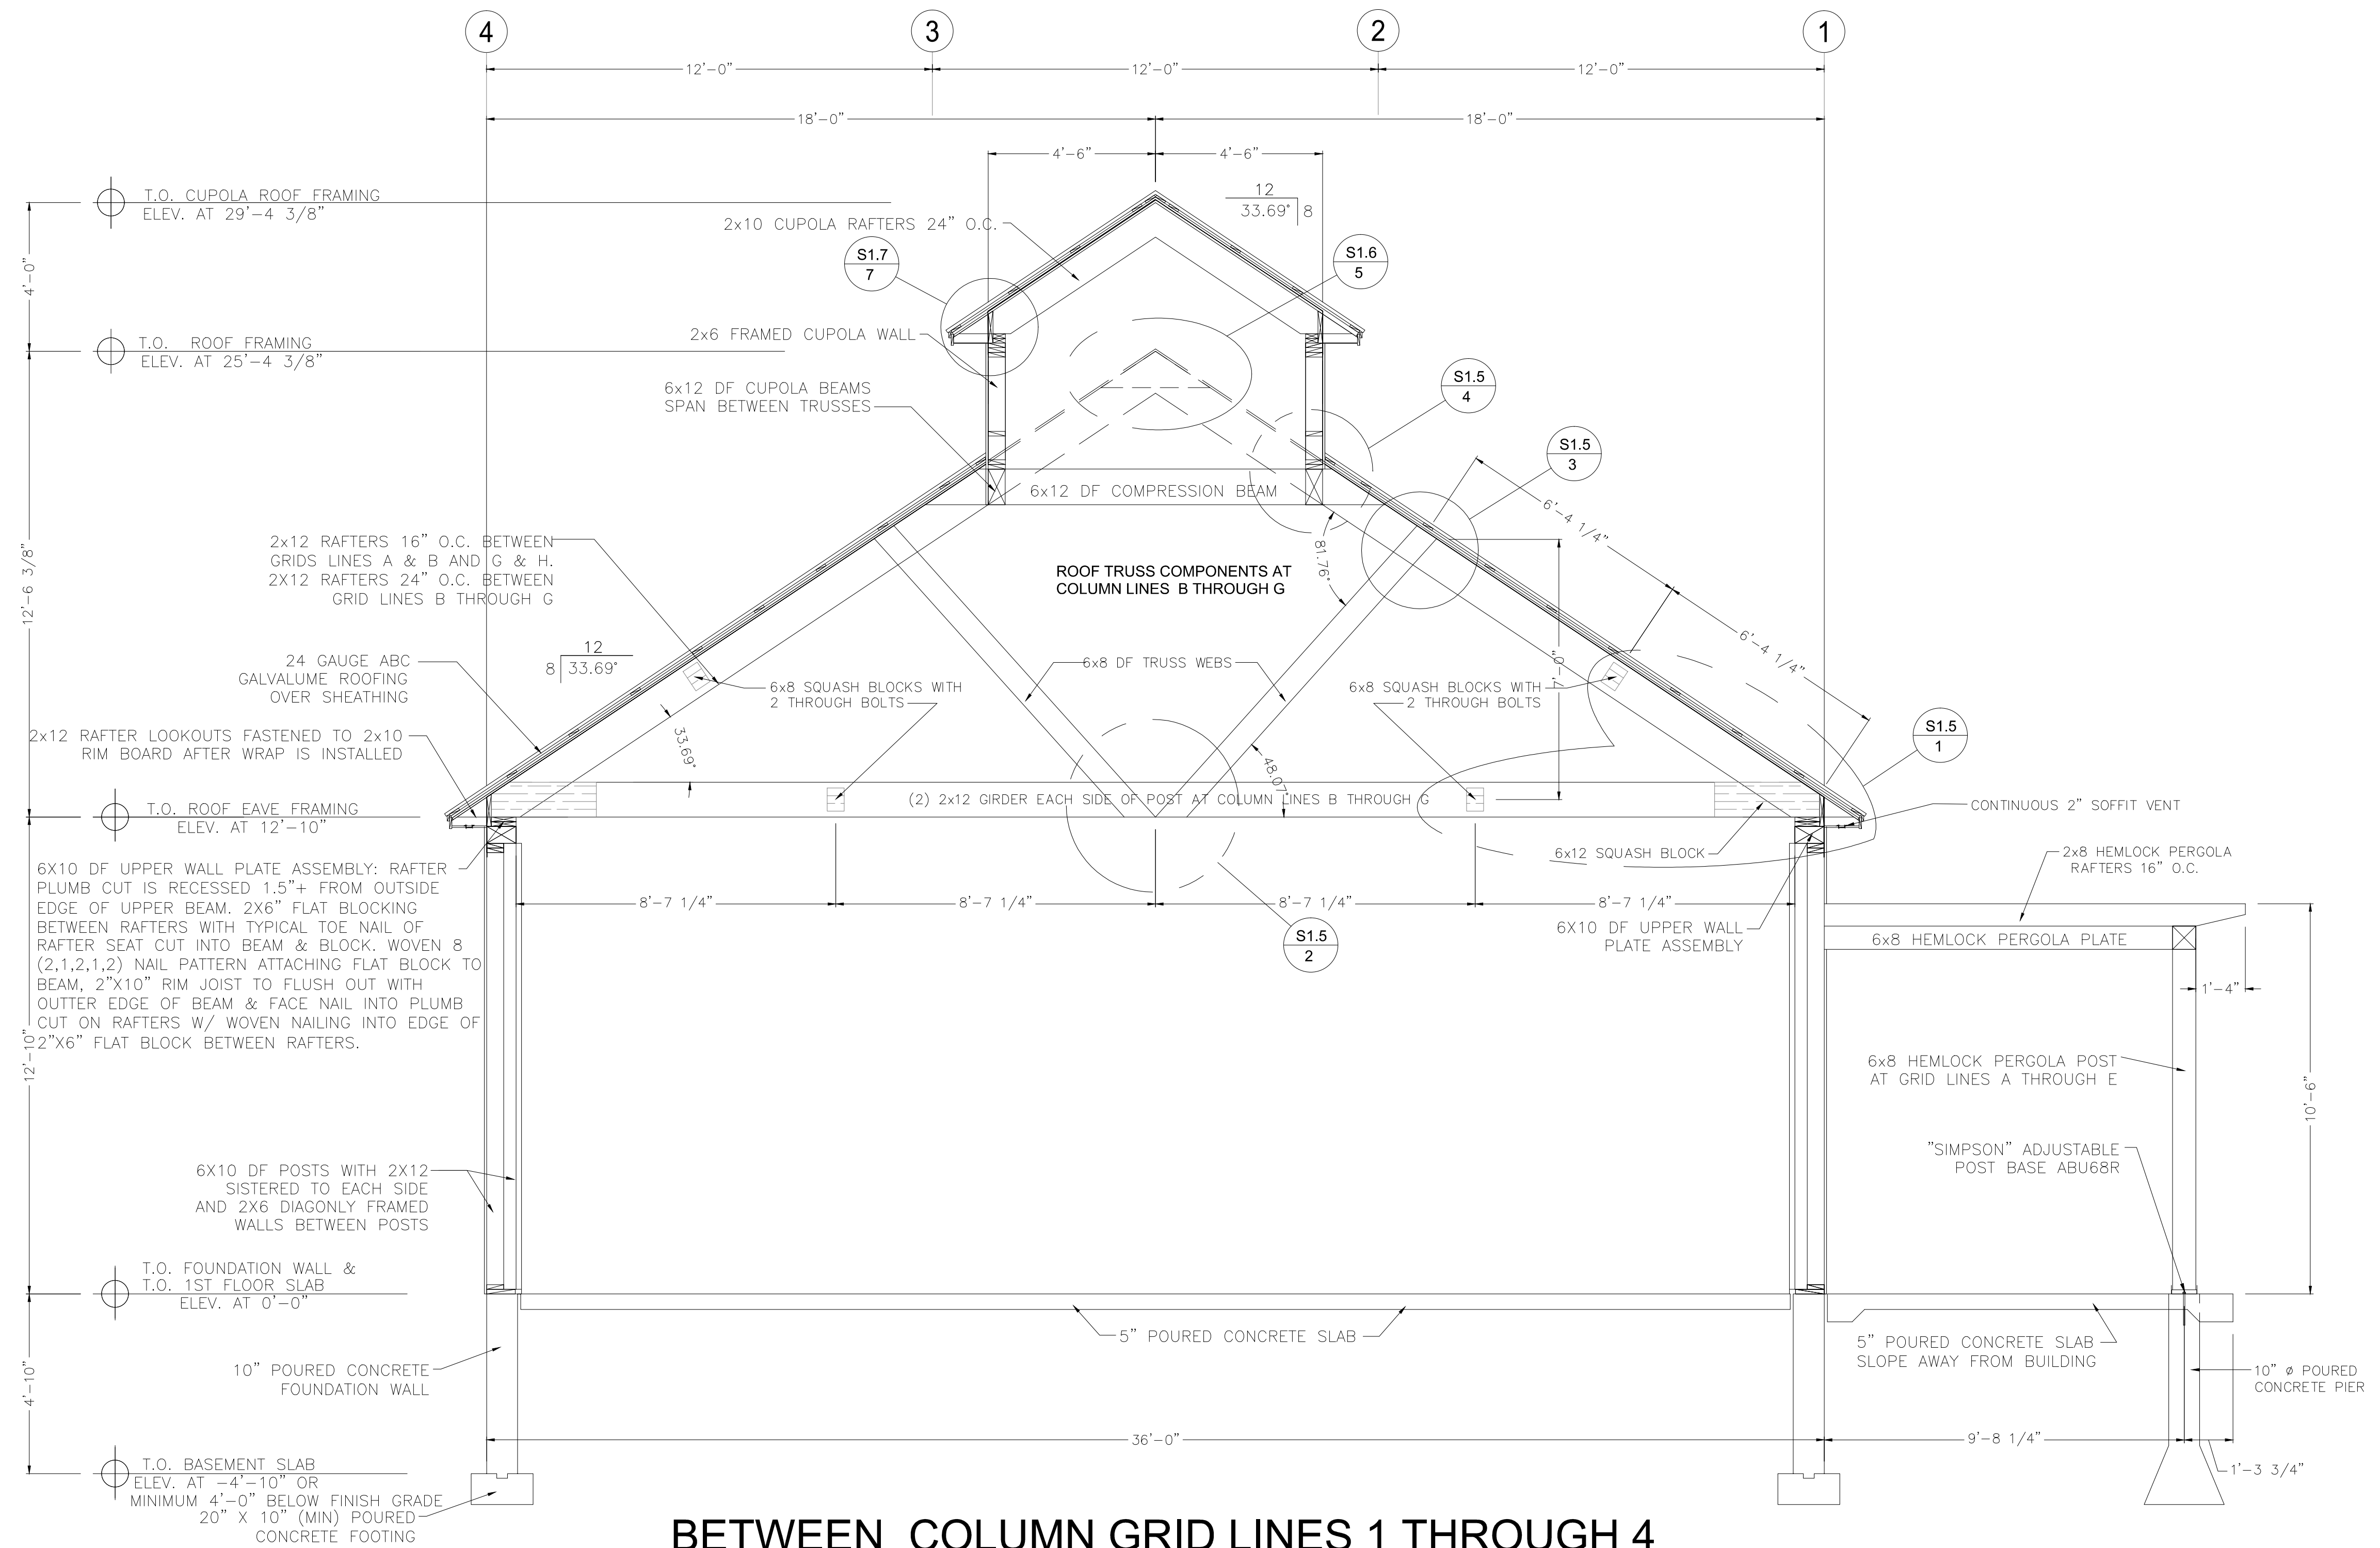 4
3
2
1
12'-0"
12'-0"
12'-0"
18'-0"
18'-0"
4'-6"
4'-6"
T.O. CUPOLA ROOF FRAMING
ELEV. AT 29'-4 3/8"
12
33.69°
8
2x10 CUPOLA RAFTERS 24" O.C.
S1.7
7
S1.6
5
4'-0"
2x6 FRAMED CUPOLA WALL
T.O. ROOF FRAMING
ELEV. AT 25'-4 3/8"
6x12 DF CUPOLA BEAMS
SPAN BETWEEN TRUSSES
S1.5
4
S1.5
3
6x12 DF COMPRESSION BEAM
6'-4 1/4"
81.76°
2x12 RAFTERS 16" O.C. BETWEEN
GRIDS LINES A & B AND G & H.
2X12 RAFTERS 24" O.C. BETWEEN
GRID LINES B THROUGH G
ROOF TRUSS COMPONENTS AT
COLUMN LINES B THROUGH G
12'-6 3/8"
6'-4 1/4"
12
8
33.69°
24 GAUGE ABC
GALVALUME ROOFING
OVER SHEATHING
6x8 DF TRUSS WEBS
7'-0"
6x8 SQUASH BLOCKS WITH
2 THROUGH BOLTS
6x8 SQUASH BLOCKS WITH
2 THROUGH BOLTS
33.69°
48.07°
2x12 RAFTER LOOKOUTS FASTENED TO 2x10
RIM BOARD AFTER WRAP IS INSTALLED
S1.5
1
T.O. ROOF EAVE FRAMING
ELEV. AT 12'-10"
(2) 2x12 GIRDER EACH SIDE OF POST AT COLUMN LINES B THROUGH G
CONTINUOUS 2" SOFFIT VENT
6x12 SQUASH BLOCK
2x8 HEMLOCK PERGOLA
RAFTERS 16" O.C.
6X10 DF UPPER WALL PLATE ASSEMBLY: RAFTER
PLUMB CUT IS RECESSED 1.5"+ FROM OUTSIDE
EDGE OF UPPER BEAM. 2X6" FLAT BLOCKING
BETWEEN RAFTERS WITH TYPICAL TOE NAIL OF
RAFTER SEAT CUT INTO BEAM & BLOCK. WOVEN 8
(2,1,2,1,2) NAIL PATTERN ATTACHING FLAT BLOCK TO
BEAM, 2"X10" RIM JOIST TO FLUSH OUT WITH
OUTTER EDGE OF BEAM & FACE NAIL INTO PLUMB
CUT ON RAFTERS W/ WOVEN NAILING INTO EDGE OF
2"X6" FLAT BLOCK BETWEEN RAFTERS.
8'-7 1/4"
8'-7 1/4"
8'-7 1/4"
8'-7 1/4"
S1.5
2
6X10 DF UPPER WALL
PLATE ASSEMBLY
6x8 HEMLOCK PERGOLA PLATE
1'-4"
12'-10"
6x8 HEMLOCK PERGOLA POST
AT GRID LINES A THROUGH E
10'-6"
6X10 DF POSTS WITH 2X12
SISTERED TO EACH SIDE
AND 2X6 DIAGONLY FRAMED
WALLS BETWEEN POSTS
"SIMPSON" ADJUSTABLE
POST BASE ABU68R
T.O. FOUNDATION WALL &
T.O. 1ST FLOOR SLAB
ELEV. AT 0'-0"
5" POURED CONCRETE SLAB
5" POURED CONCRETE SLAB
SLOPE AWAY FROM BUILDING
10" POURED CONCRETE
FOUNDATION WALL
10" ø POURED
CONCRETE PIER
4'-10"
36'-0"
9'-8 1/4"
1'-3 3/4"
T.O. BASEMENT SLAB
ELEV. AT -4'-10" OR
MINIMUM 4'-0" BELOW FINISH GRADE
20" X 10" (MIN) POURED
CONCRETE FOOTING
BETWEEN COLUMN GRID LINES 1 THROUGH 4